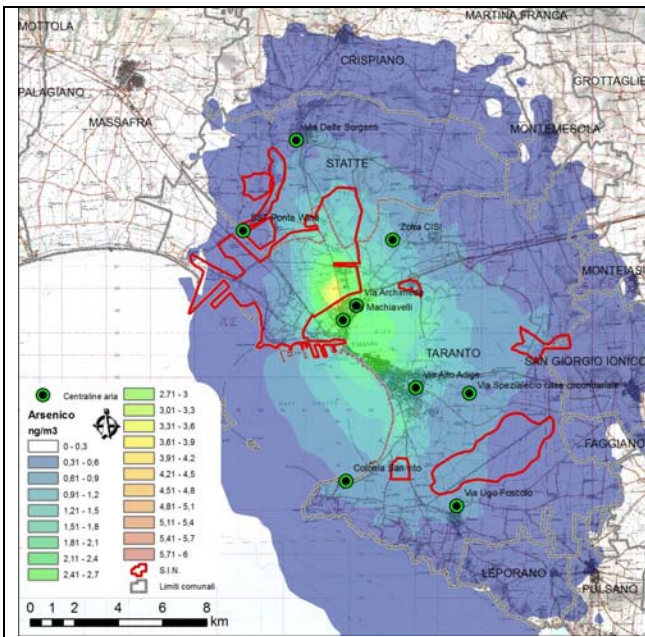 MARTINA FRANCA
MOTTOLA
CRISPIANO
GROTTAGLIE
PALAGIANO
MASSAFRA
MONTEMESOLA
Via Delle Sorgenti
STATTE
SS7 Ponte Wind
Zona CISI
MONTEIASI
Via Archimede
Machiavelli
TARANTO
SAN GIORGIO IONICO
Via Alto Adige
Via Speziale c/o case circondariale
FAGGIANO
Colonia San Vito
Via Ugo Foscolo
LEPORANO
PULSANO
Centraline aria
Arsenico
ng/m3
0 - 0,3
0,31 - 0,6
0,61 - 0,9
0,91 - 1,2
1,21 - 1,5
1,51 - 1,8
1,81 - 2,1
2,11 - 2,4
2,41 - 2,7
2,71 - 3
3,01 - 3,3
3,31 - 3,6
3,61 - 3,9
3,91 - 4,2
4,21 - 4,5
4,51 - 4,8
4,81 - 5,1
5,11 - 5,4
5,41 - 5,7
5,71 - 6
S.I.N.
Limiti comunali
0 2 4 6 8
km